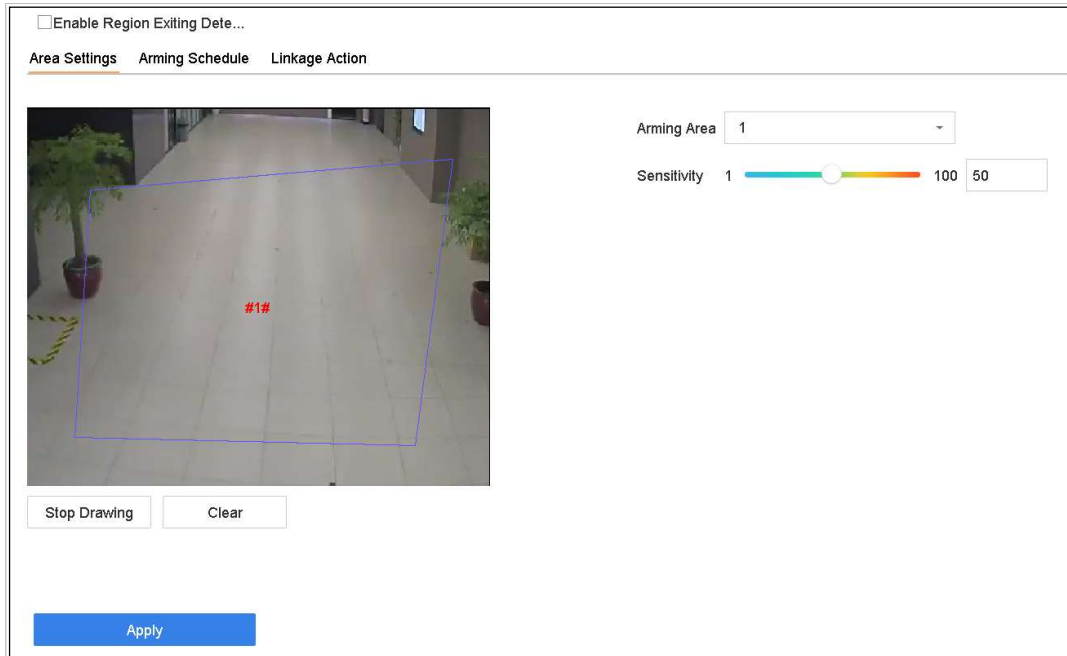 Enable Region Exiting Dete...
Area Settings Arming Schedule Linkage Action
Arming Area 1
Sensitivity 1 100 50
#1#
Stop Drawing Clear
Apply